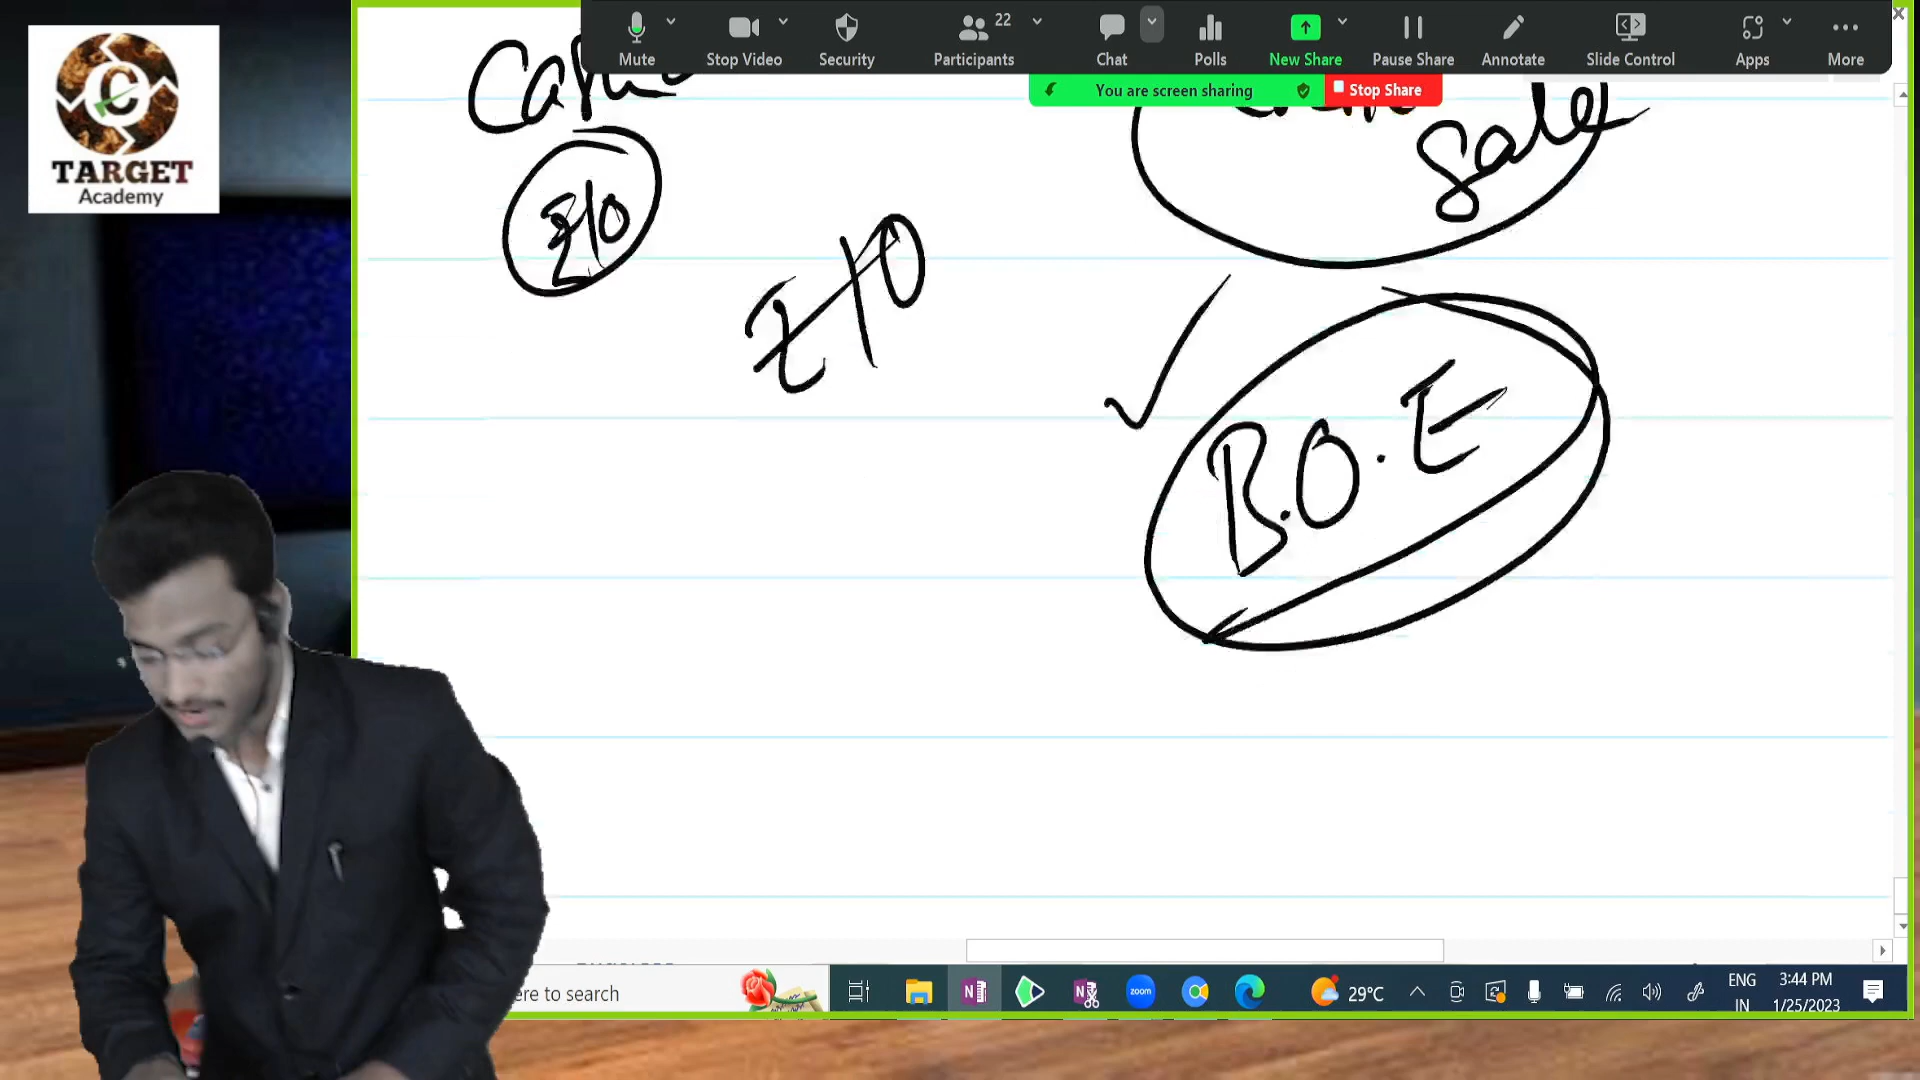 Mute
Stop Video
Security
Participants
22
Chat
Polls
New Share
Pause Share
Annotate
Slide Control
Apps
More
You are screen sharing
Stop Share
C
TARGET
Academy
Sale
B.O.E
ere to search
zoom
29°C
ENG
IN
3:44 PM
1/25/2023